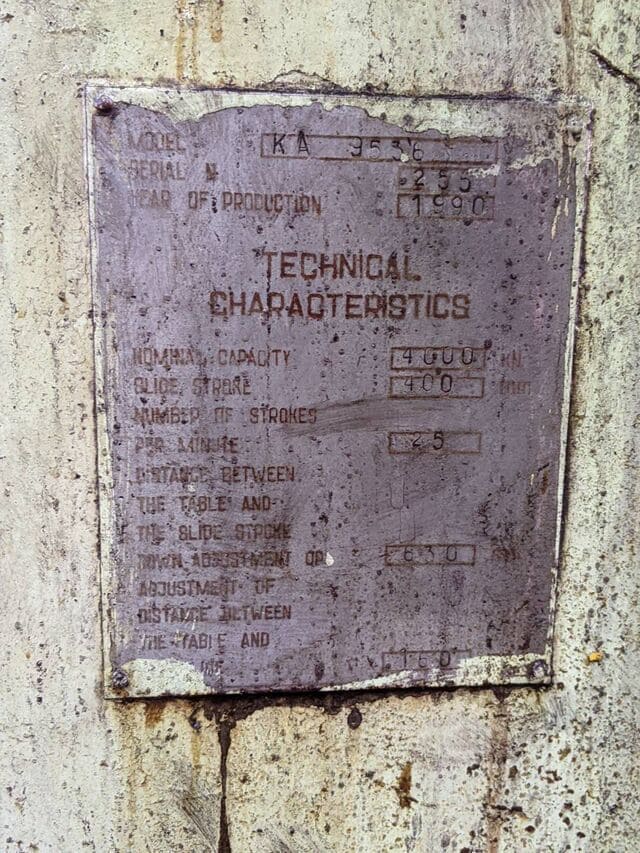 MODEL KA 9536
SERIAL N 255
YEAR OF PRODUCTION 1990
TECHNICAL
CHARACTERISTICS
NOMINAL CAPACITY 4000 KN
SLIDE STROKE 400 mm
NUMBER OF STROKES
PER MINUTE 25
DISTANCE BETWEEN
THE TABLE AND
THE SLIDE STROKE
DOWN-ADJUSTMENT UP 630
ADJUSTMENT OF
DISTANCE BETWEEN
THE TABLE AND
160